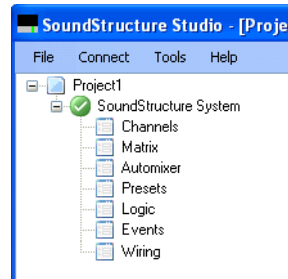 SoundStructure Studio - [Proje
File Connect Tools Help
Project1
SoundStructure System
Channels
Matrix
Automixer
Presets
Logic
Events
Wiring